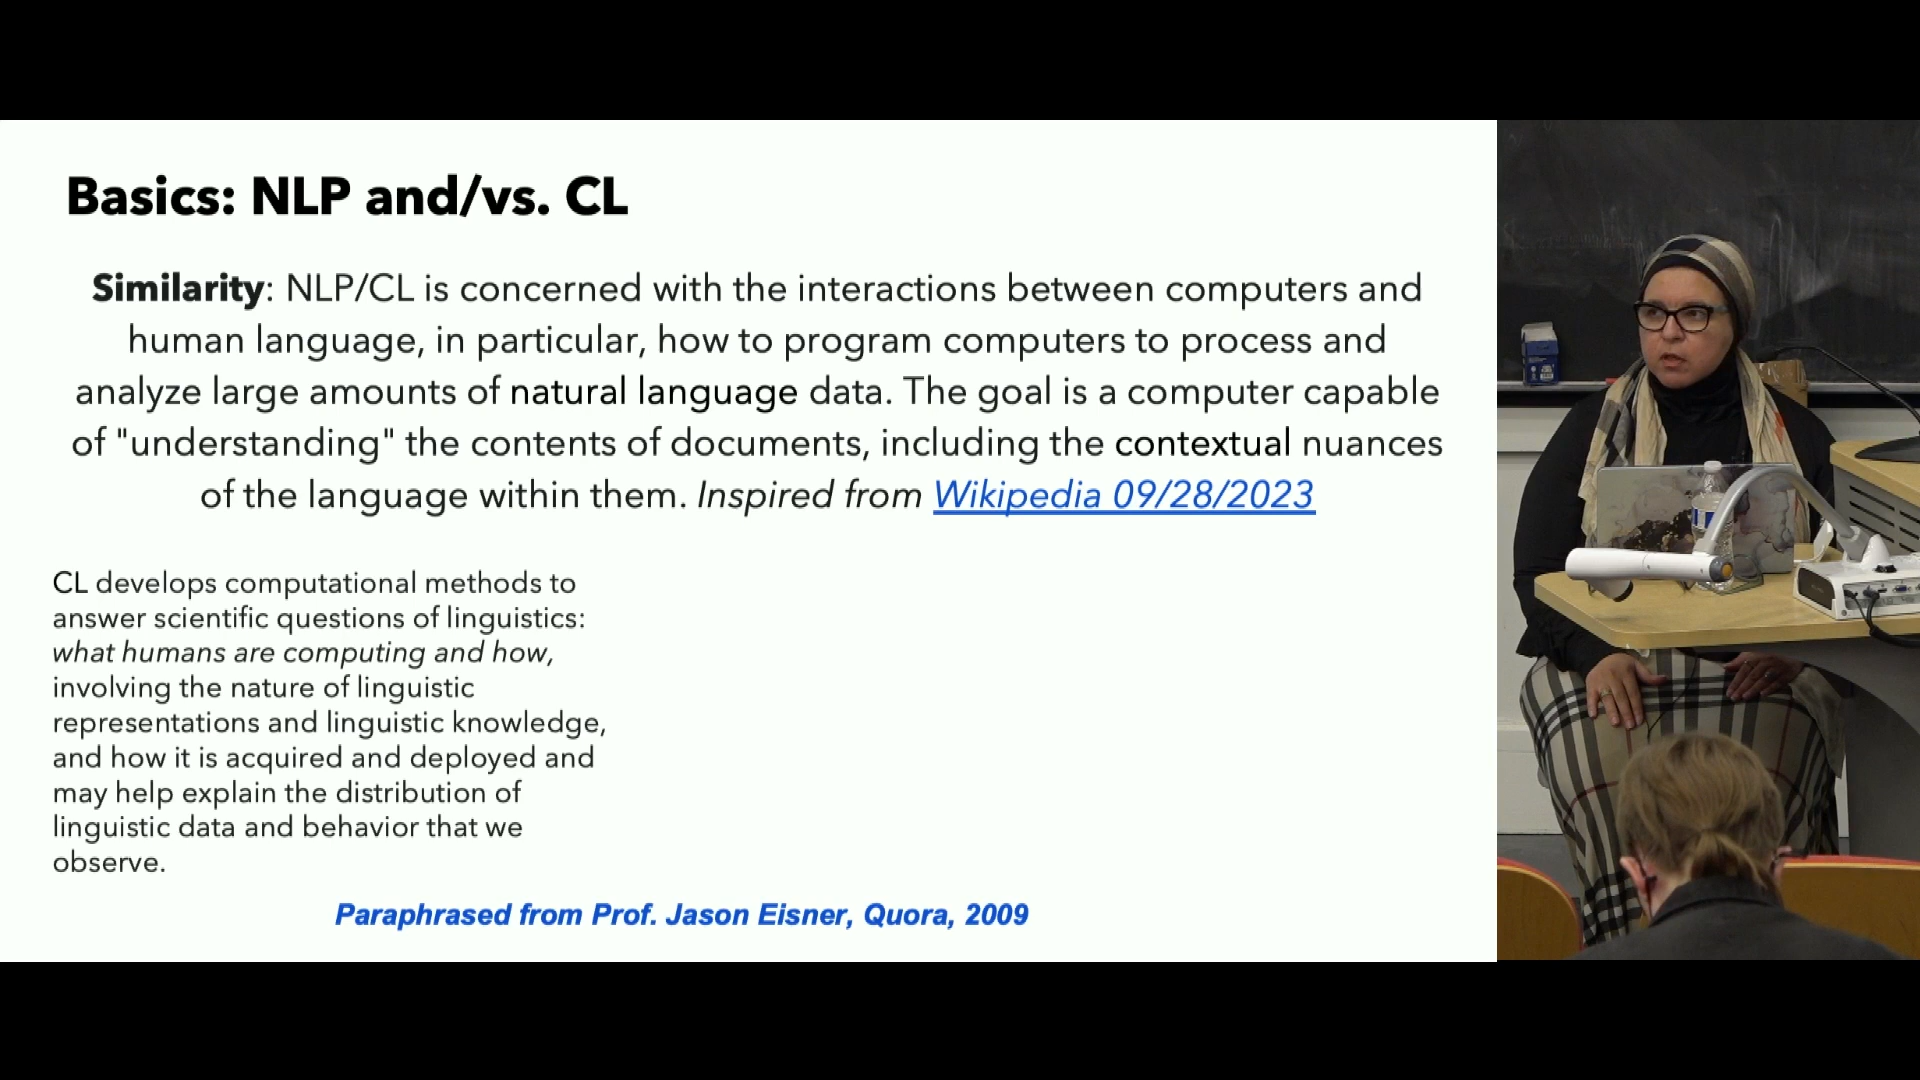 Basics: NLP and/vs. CL
Similarity: NLP/CL is concerned with the interactions between computers and
human language, in particular, how to program computers to process and
analyze large amounts of natural language data. The goal is a computer capable
of "understanding" the contents of documents, including the contextual nuances
of the language within them. Inspired from Wikipedia 09/28/2023
CL develops computational methods to
answer scientific questions of linguistics:
what humans are computing and how,
involving the nature of linguistic
representations and linguistic knowledge,
and how it is acquired and deployed and
may help explain the distribution of
linguistic data and behavior that we
observe.
Paraphrased from Prof. Jason Eisner, Quora, 2009